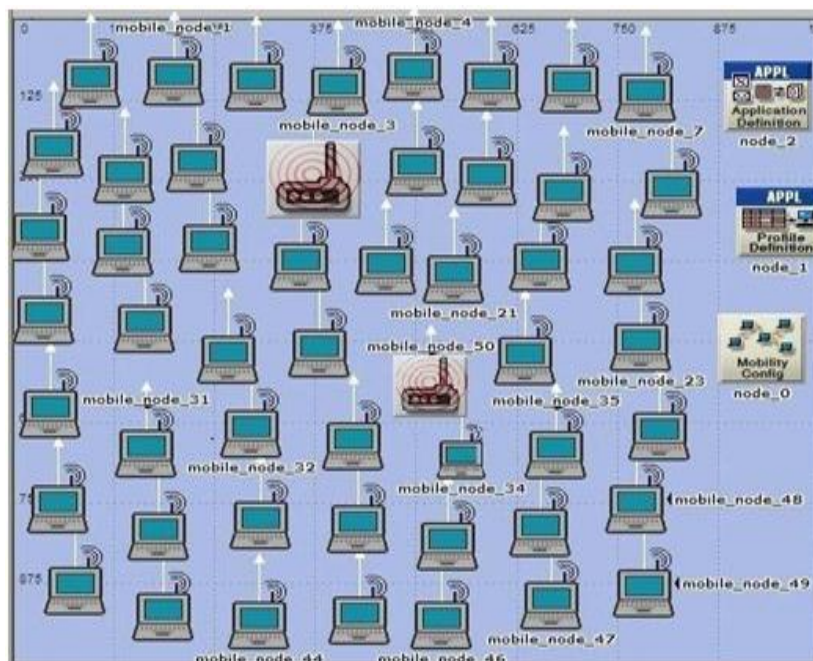 0
375
625
750
875
mobile_node_1
mobile_node_4
125
mobile_node_3
mobile_node_7
APPL
Application
Definition
node_2
APPL
Profile
Definition
node_1
mobile_node_21
mobile_node_50
mobile_node_23
Mobility
Config
node_0
mobile_node_31
mobile_node_35
mobile_node_32
mobile_node_34
mobile_node_48
875
mobile_node_49
mobile_node_47
mobile_node_44
mobile_node_46